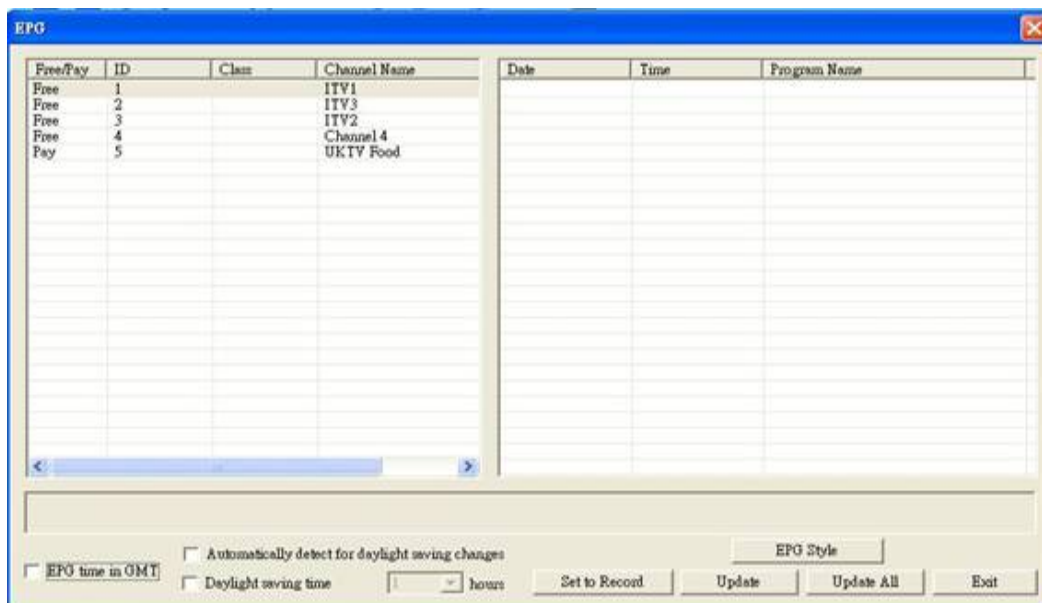 EPG
Free/Pay ID Class Channel Name
Free 1 ITV1
Free 2 ITV3
Free 3 ITV2
Free 4 Channel 4
Pay 5 UKTV Food
Date Time Program Name
Automatically detect for daylight saving changes
EPG time in GMT
Daylight saving time 1 hours
EPG Style
Set to Record Update Update All Exit